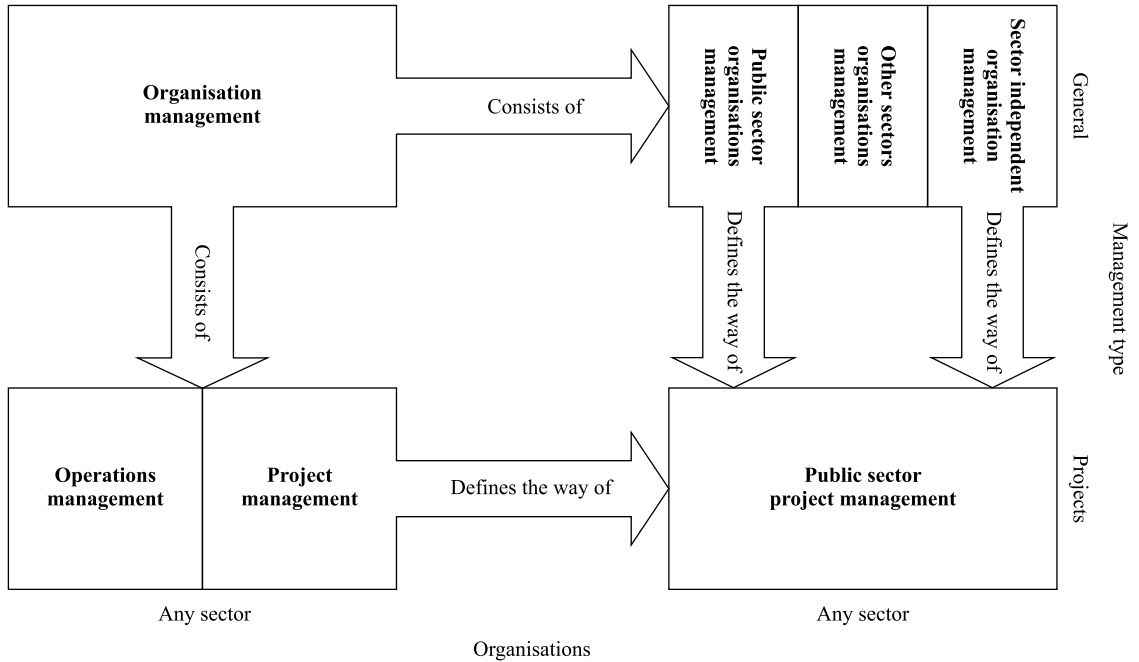 Organisation
management
Consists of
Public sector
organisations
management
Other sectors
organisations
management
Sector independent
organisation
management
General
Consists of
Defines the way of
Defines the way of
Management type
Operations
management
Project
management
Defines the way of
Public sector
project management
Projects
Any sector
Any sector
Organisations